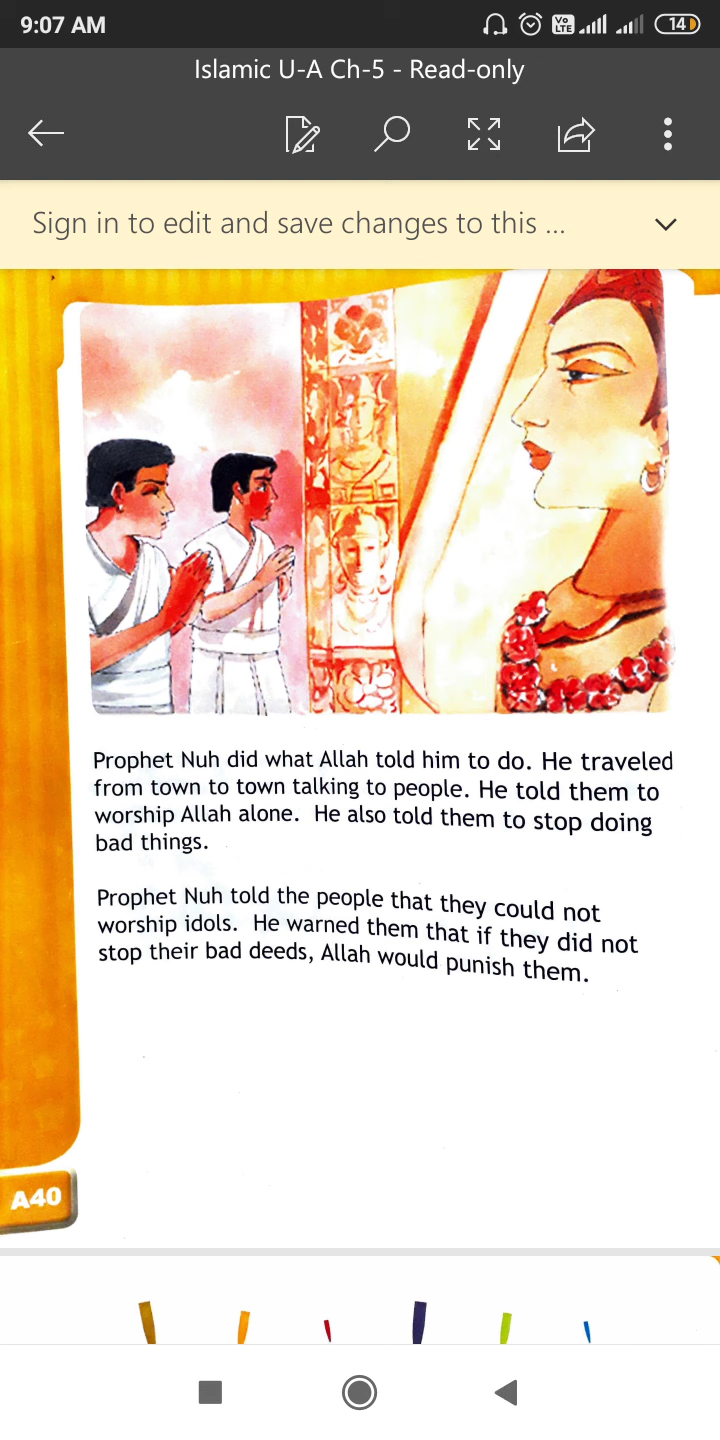 9:07 AM
Vo
LTE
14
Islamic U-A Ch-5 - Read-only
Sign in to edit and save changes to this ...
Prophet Nuh did what Allah told him to do. He traveled
from town to town talking to people. He told them to
worship Allah alone. He also told them to stop doing
bad things.
Prophet Nuh told the people that they could not
worship idols. He warned them that if they did not
stop their bad deeds, Allah would punish them.
A40